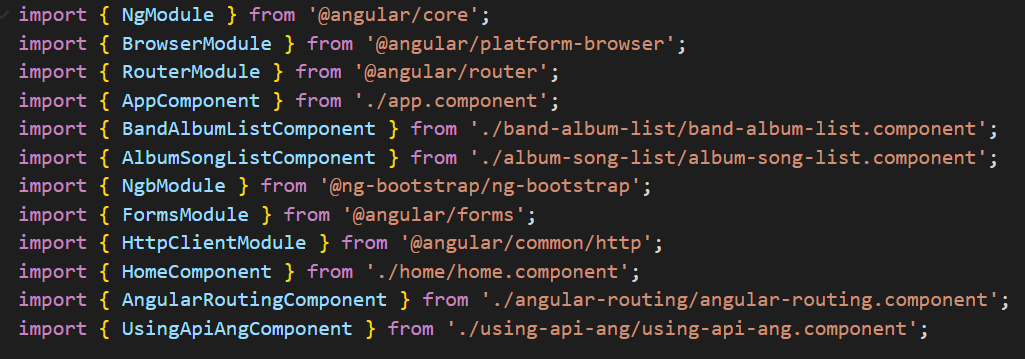 import { NgModule } from '@angular/core';
import { BrowserModule } from '@angular/platform-browser';
import { RouterModule } from '@angular/router';
import { AppComponent } from './app.component';
import { BandAlbumListComponent } from './band-album-list/band-album-list.component';
import { AlbumSongListComponent } from './album-song-list/album-song-list.component';
import { NgbModule } from '@ng-bootstrap/ng-bootstrap';
import { FormsModule } from '@angular/forms';
import { HttpClientModule } from '@angular/common/http';
import { HomeComponent } from './home/home.component';
import { AngularRoutingComponent } from './angular-routing/angular-routing.component';
import { UsingApiAngComponent } from './using-api-ang/using-api-ang.component';